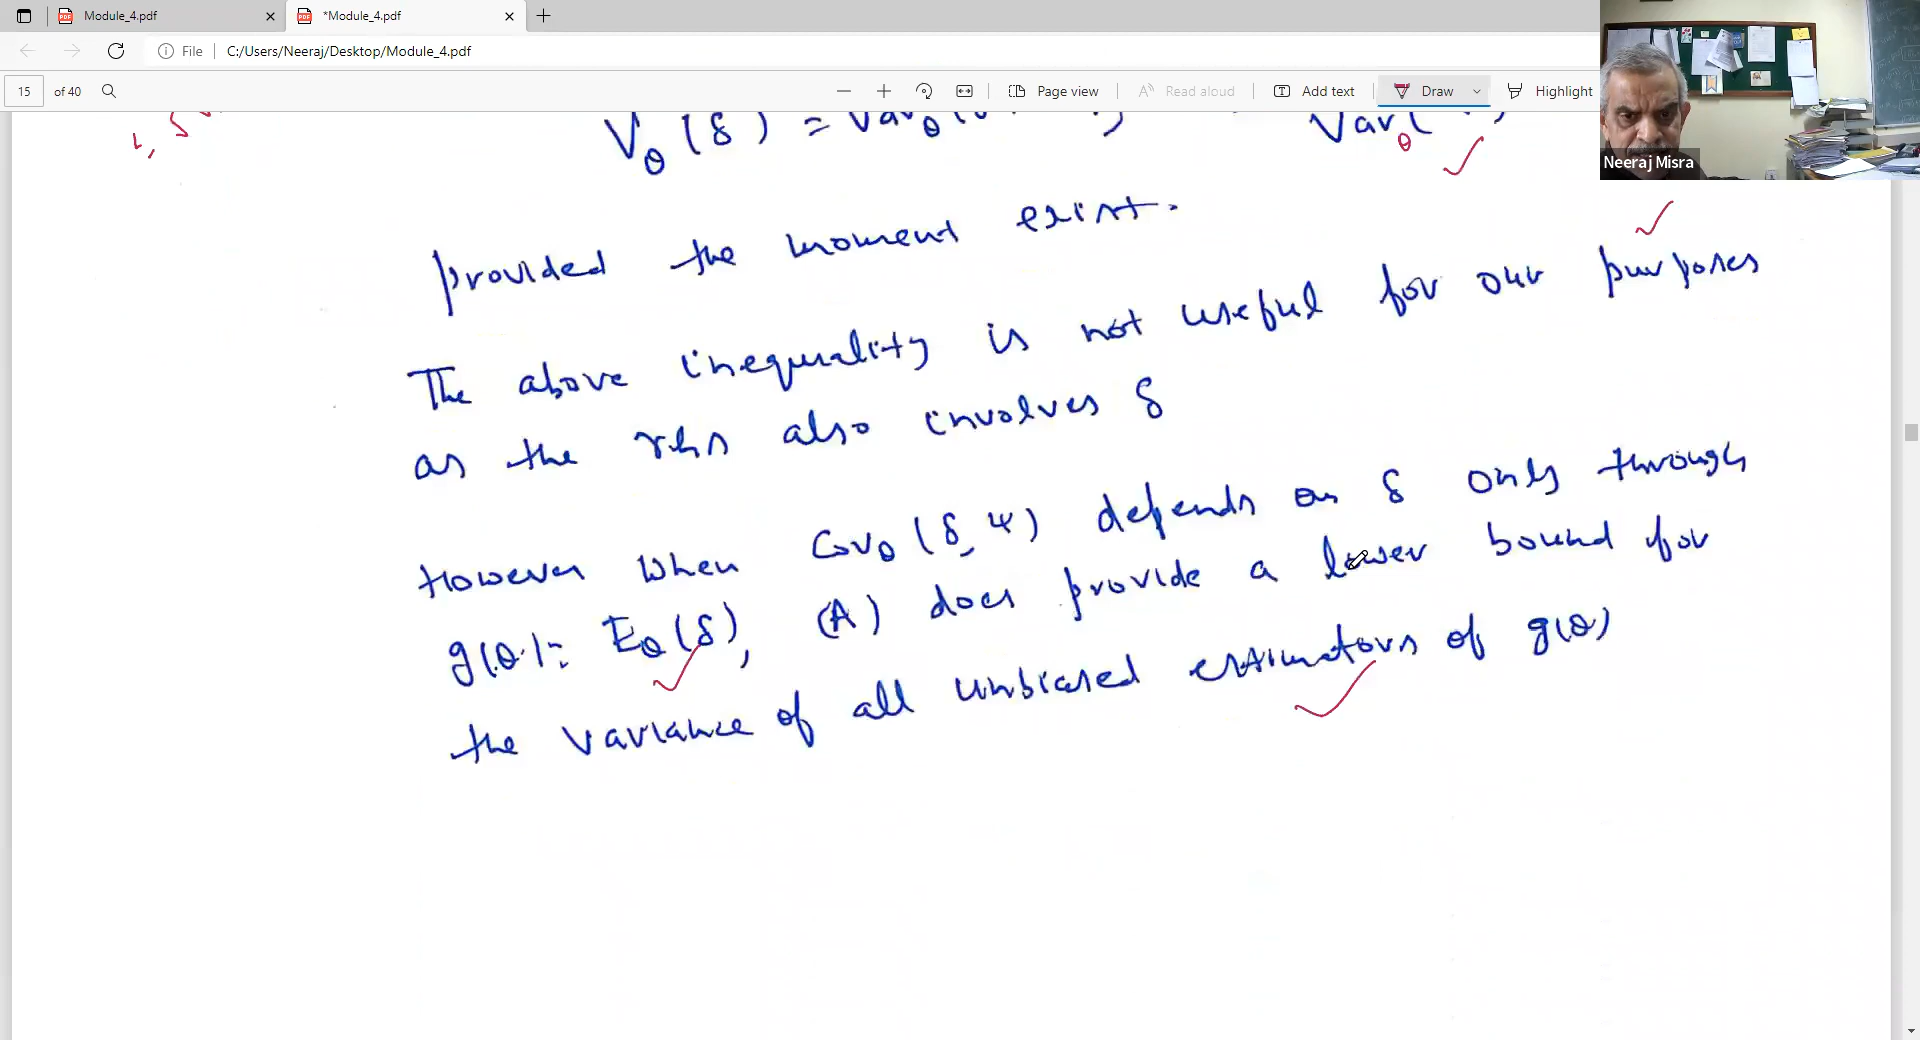 Module_4.pdf
*Module_4.pdf
File C:/Users/Neeraj/Desktop/Module_4.pdf
15 of 40 Page view Read aloud Add text Draw Highlight
Neeraj Misra
Vθ(δ) = Varθ Varθ(
provided the moment exist.
The above inequality is not useful for our purposes
as the rhs also involves δ
However when Covθ(δ, ψ) depends on δ only through
g(θ) = Eθ(δ), (A) does provide a lower bound for
the variance of all unbiased estimators of g(θ)